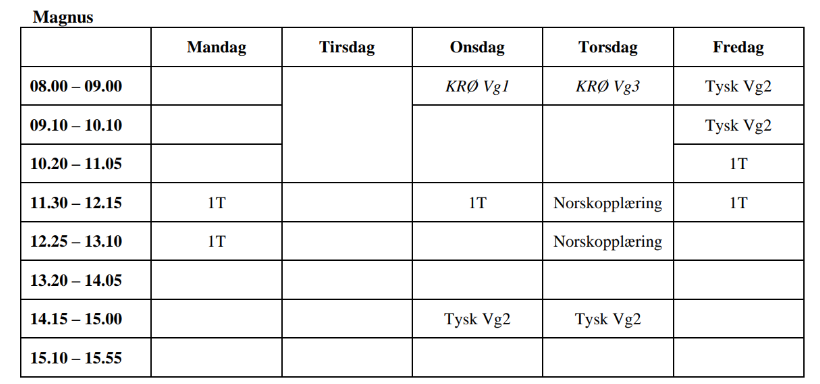 Magnus
Mandag Tirsdag Onsdag Torsdag Fredag
08.00 – 09.00 KRØ Vg1 KRØ Vg3 Tysk Vg2
09.10 – 10.10 Tysk Vg2
10.20 – 11.05 1T
11.30 – 12.15 1T 1T Norskopplæring 1T
12.25 – 13.10 1T Norskopplæring
13.20 – 14.05
14.15 – 15.00 Tysk Vg2 Tysk Vg2
15.10 – 15.55